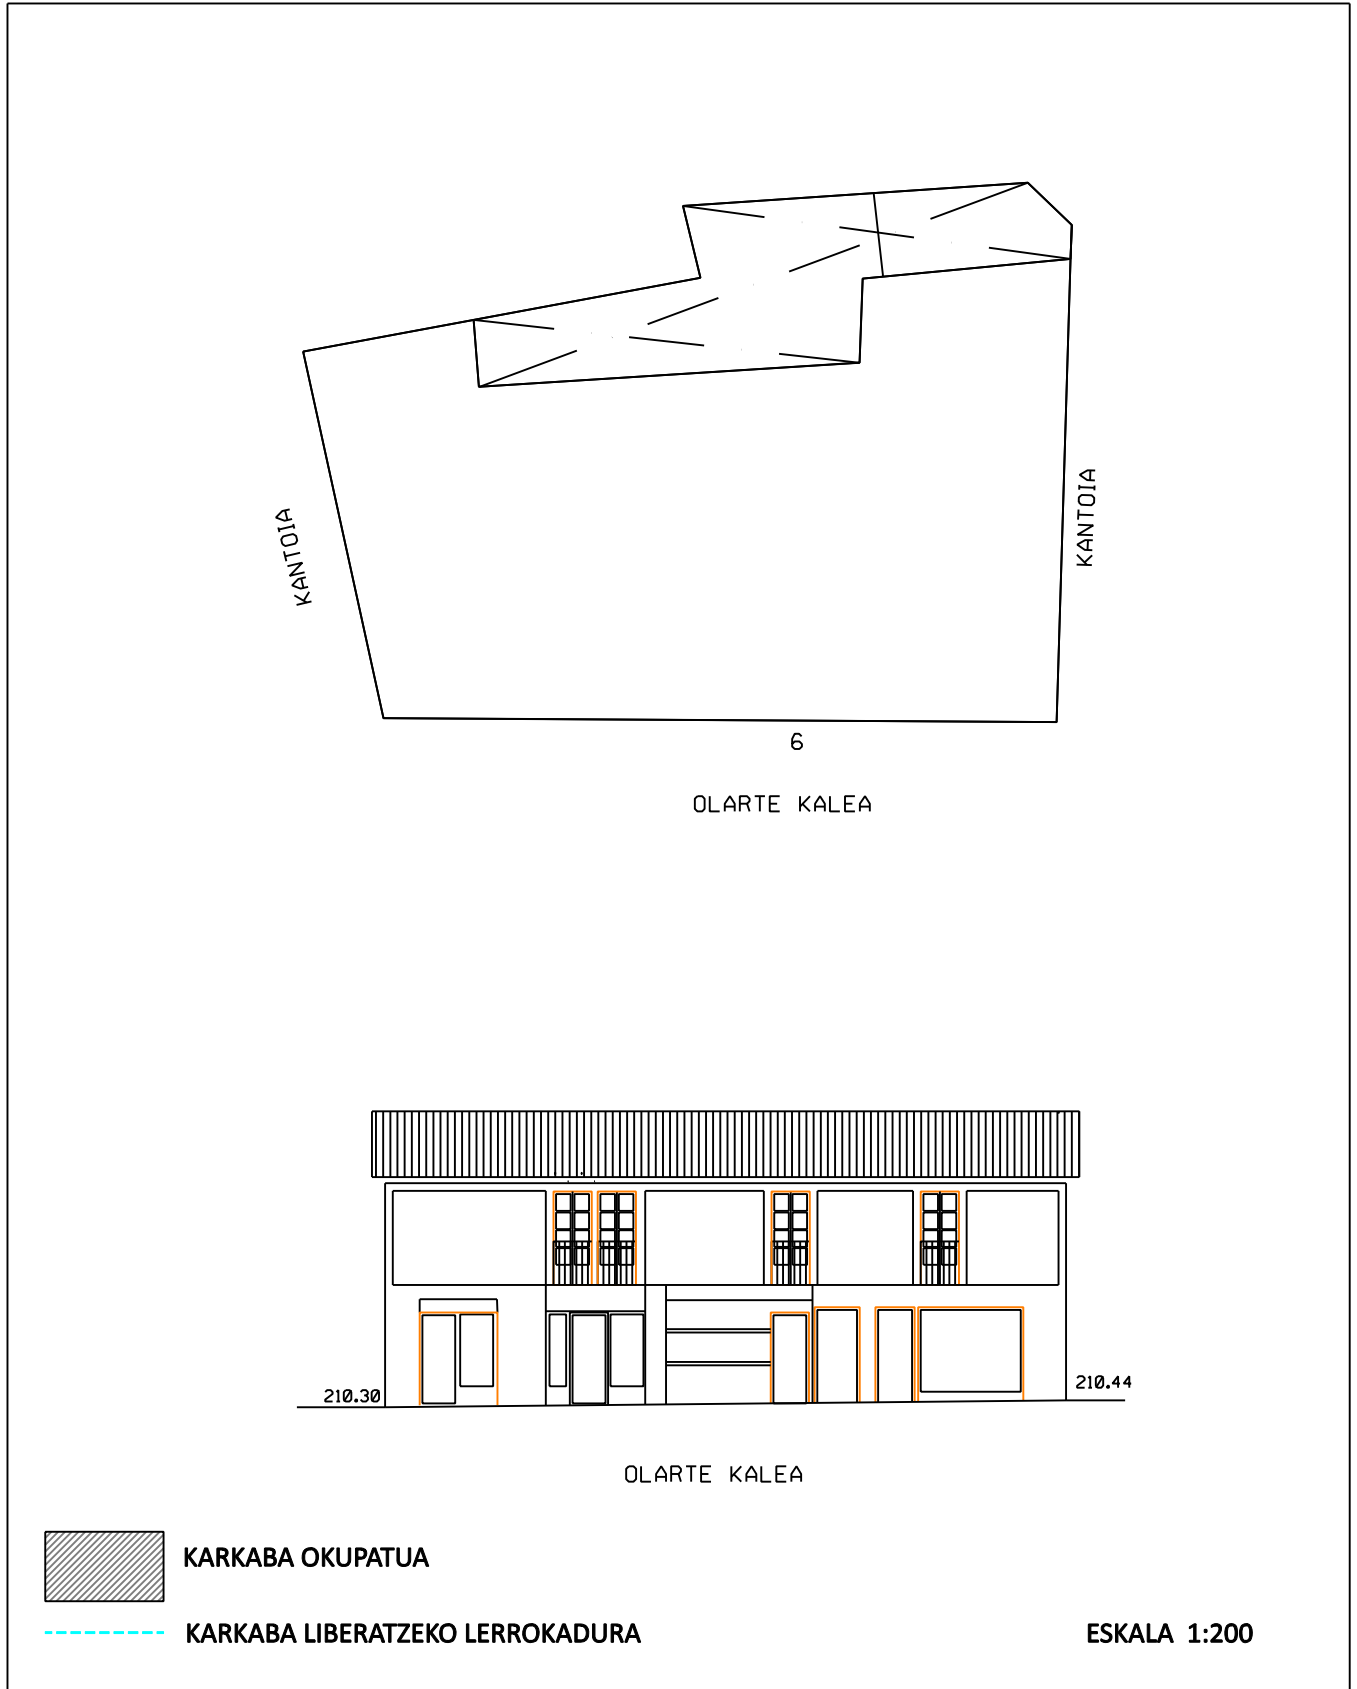 KANTOIA
KANTOIA
6
OLARTE KALEA
210.30
210.44
OLARTE KALEA
KARKABA OKUPATUA
KARKABA LIBERATZEKO LERROKADURA
ESKALA 1:200